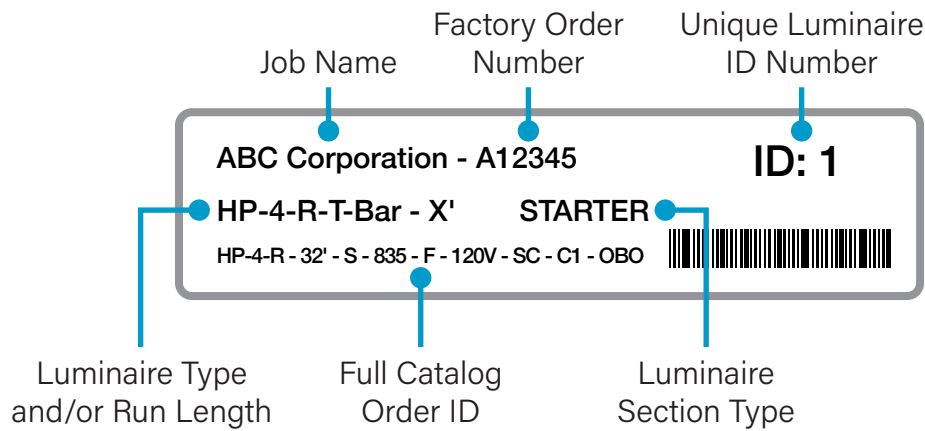 Job Name
Factory Order
Number
Unique Luminaire
ID Number
ABC Corporation - A12345
ID: 1
HP-4-R-T-Bar - X'
STARTER
HP-4-R - 32' - S - 835 - F - 120V - SC - C1 - OBO
Luminaire Type
and/or Run Length
Full Catalog
Order ID
Luminaire
Section Type